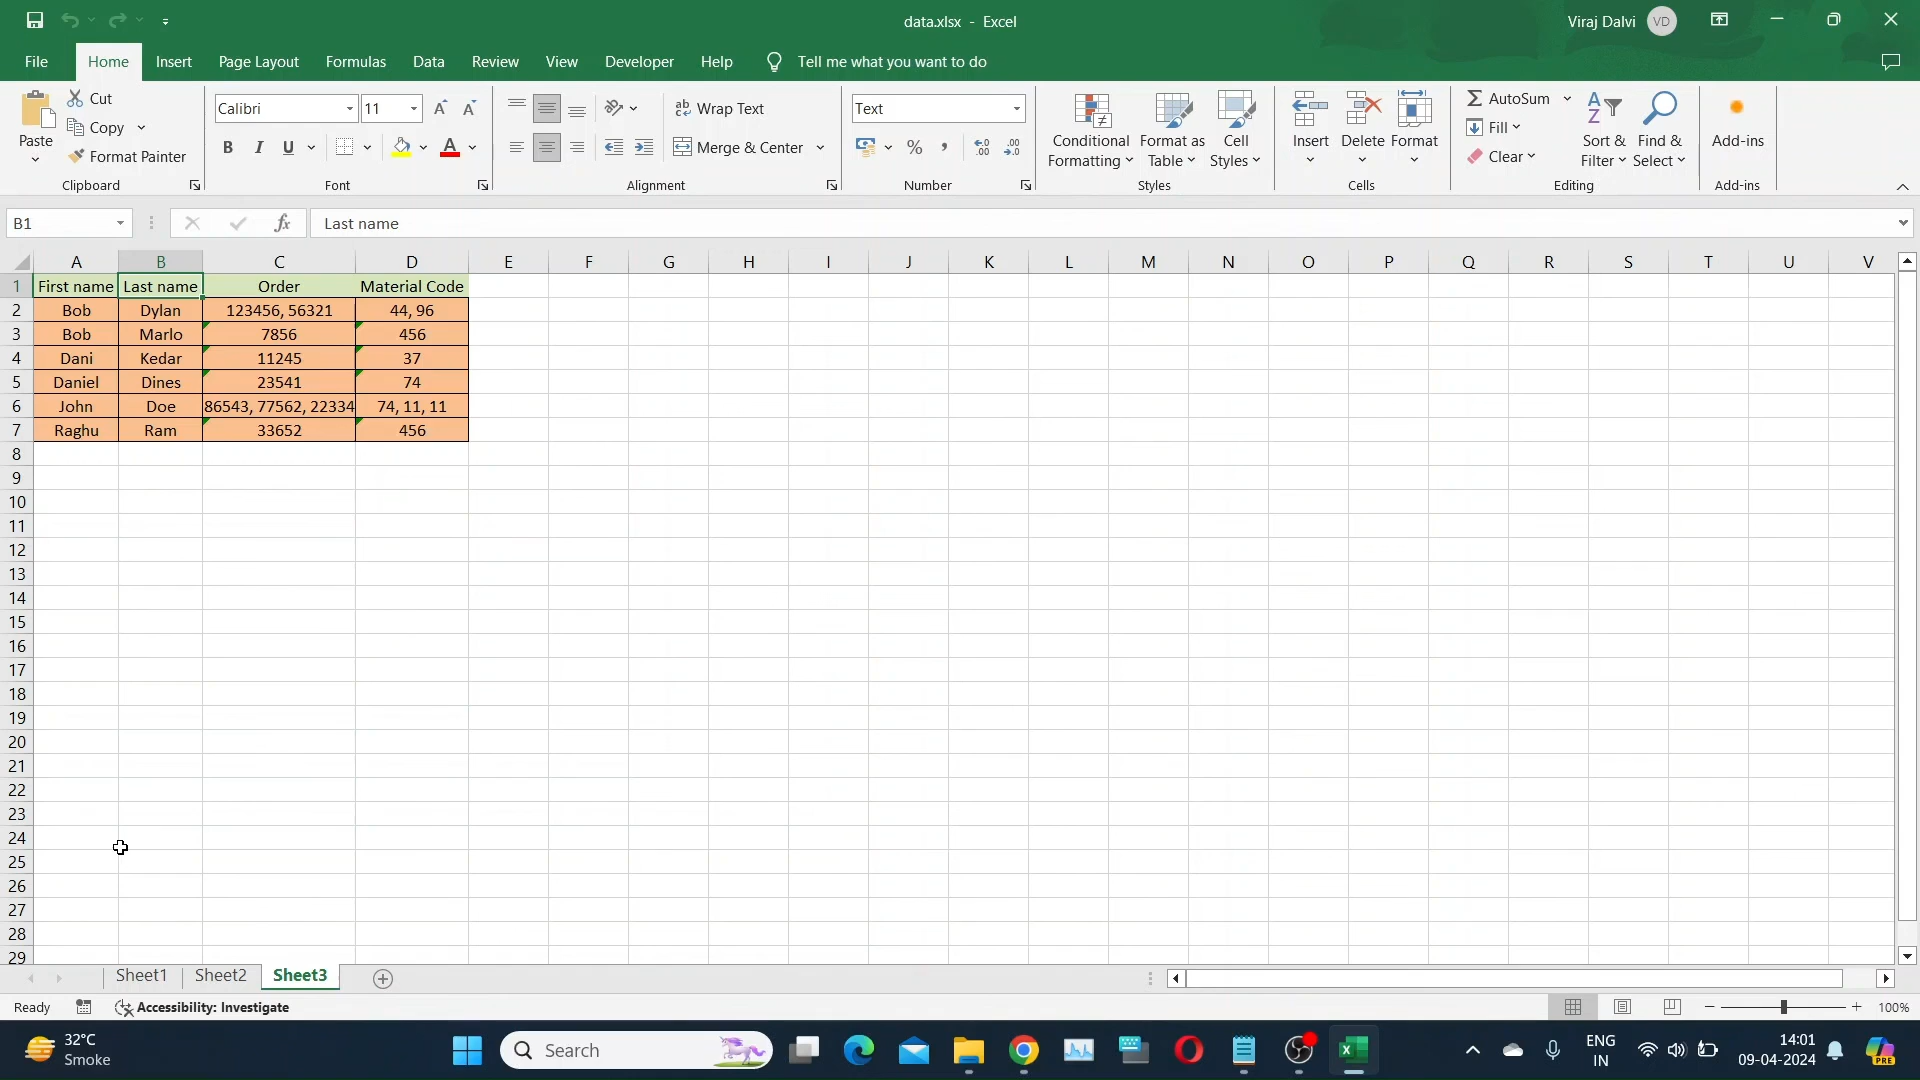 data.xlsx - Excel
Viraj Dalvi VD
File Home Insert Page Layout Formulas Data Review View Developer Help Tell me what you want to do
Paste
Cut
Copy
Format Painter
Clipboard
Calibri 11
B I U A
Font
Wrap Text
Merge & Center
Alignment
Text
% ,
Number
Conditional Formatting
Format as Table
Cell Styles
Styles
Insert
Delete
Format
Cells
AutoSum
Fill
Clear
Sort & Filter
Find & Select
Editing
Add-ins
Add-ins
B1 fx Last name
A B C D E F G H I J K L M N O P Q R S T U V
1 First name Last name Order Material Code
2 Bob Dylan 123456, 56321 44, 96
3 Bob Marlo 7856 456
4 Dani Kedar 11245 37
5 Daniel Dines 23541 74
6 John Doe 86543, 77562, 22334 74, 11, 11
7 Raghu Ram 33652 456
8
9
10
11
12
13
14
15
16
17
18
19
20
21
22
23
24
25
26
27
28
29
Sheet1 Sheet2 Sheet3
Ready Accessibility: Investigate 100%
32°C
Smoke
Search
ENG
IN
14:01
09-04-2024
PRE